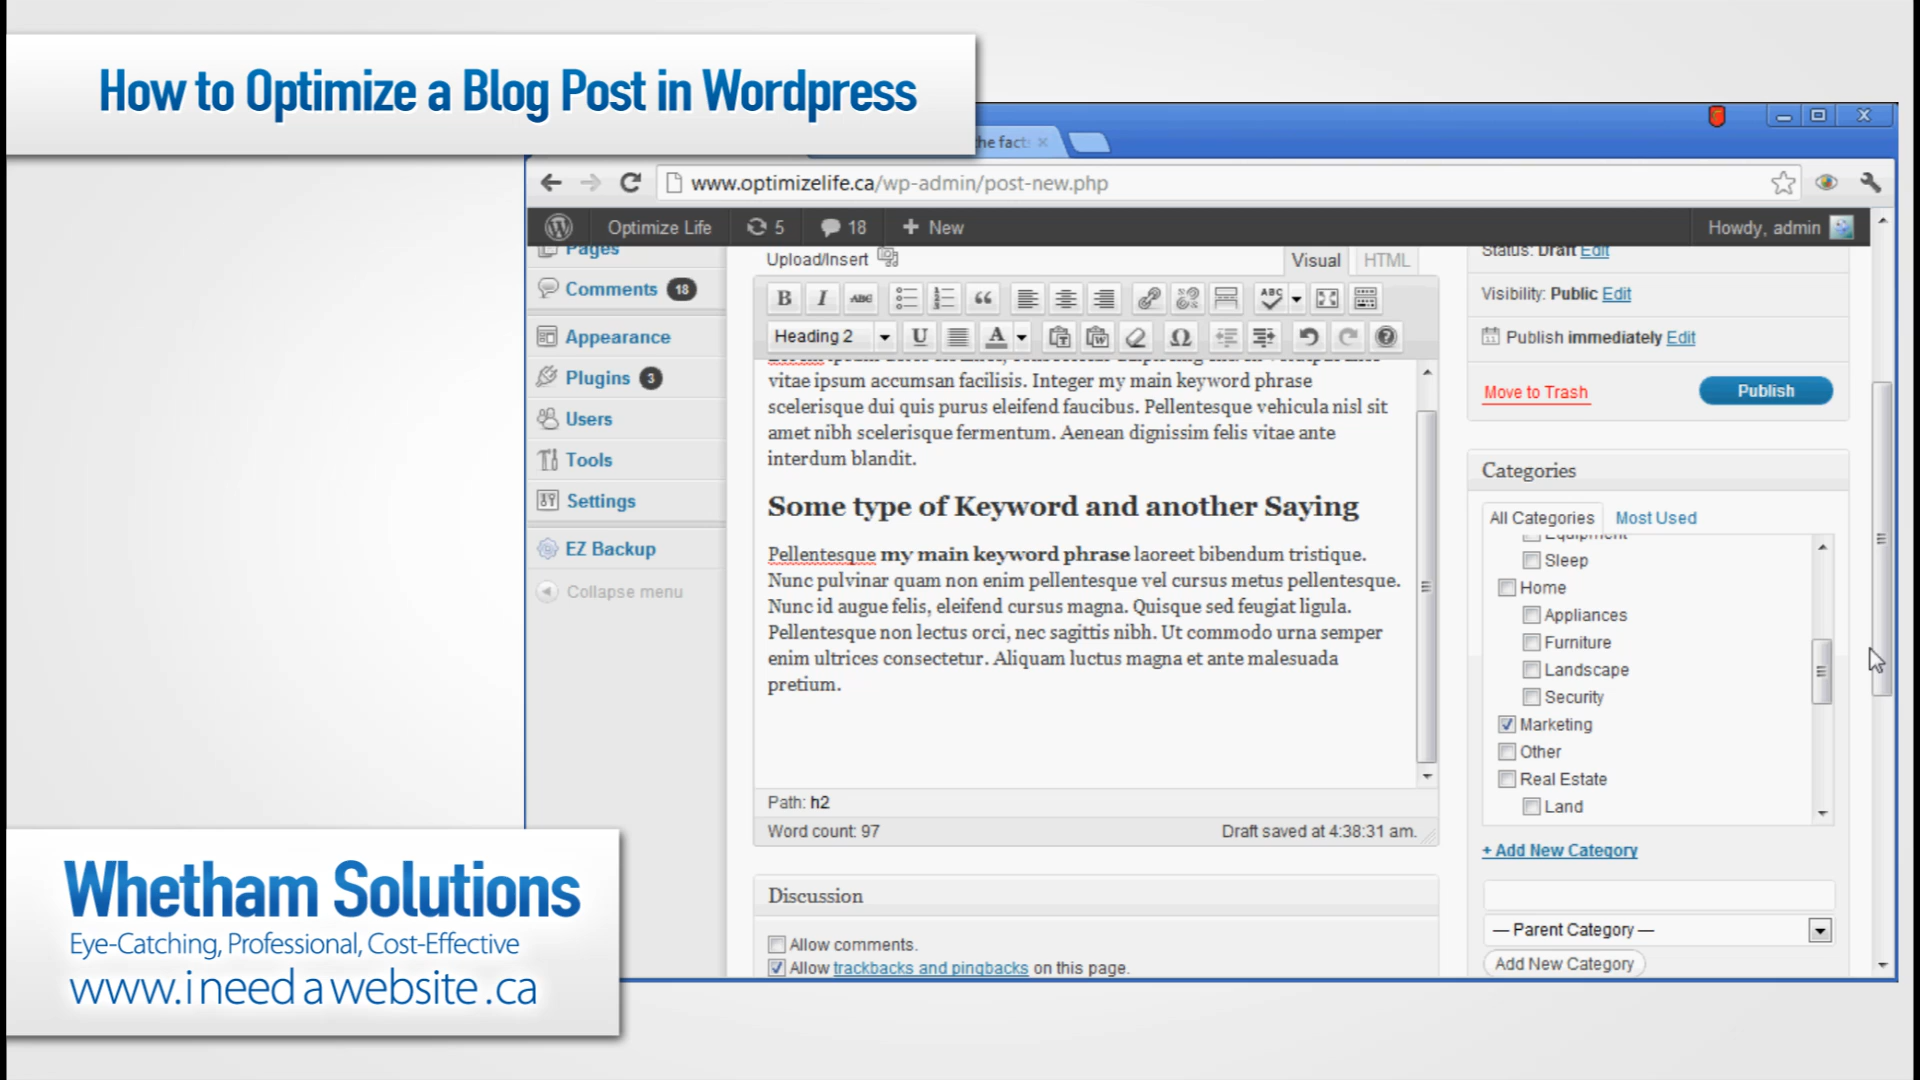 How to Optimize a Blog Post in Wordpress
the facts
www.optimizelife.ca/wp-admin/post-new.php
Optimize Life 5 18 New Howdy, admin
Pages
Comments 18
Appearance
Plugins 3
Users
Tools
Settings
EZ Backup
Collapse menu
Upload/Insert Visual HTML
B I ABC ABC
Heading 2 U A
vitae ipsum accumsan facilisis. Integer my main keyword phrase
scelerisque dui quis purus eleifend faucibus. Pellentesque vehicula nisl sit
amet nibh scelerisque fermentum. Aenean dignissim felis vitae ante
interdum blandit.
Some type of Keyword and another Saying
Pellentesque my main keyword phrase laoreet bibendum tristique.
Nunc pulvinar quam non enim pellentesque vel cursus metus pellentesque.
Nunc id augue felis, eleifend cursus magna. Quisque sed feugiat ligula.
Pellentesque non lectus orci, nec sagittis nibh. Ut commodo urna semper
enim ultrices consectetur. Aliquam luctus magna et ante malesuada
pretium.
Path: h2
Word count: 97 Draft saved at 4:38:31 am.
Discussion
Allow comments.
Allow trackbacks and pingbacks on this page.
Status: Draft Edit
Visibility: Public Edit
Publish immediately Edit
Move to Trash Publish
Categories
All Categories Most Used
Equipment
Sleep
Home
Appliances
Furniture
Landscape
Security
Marketing
Other
Real Estate
Land
+ Add New Category
— Parent Category —
Add New Category
Whetham Solutions
Eye-Catching, Professional, Cost-Effective
www.ineedawebsite.ca